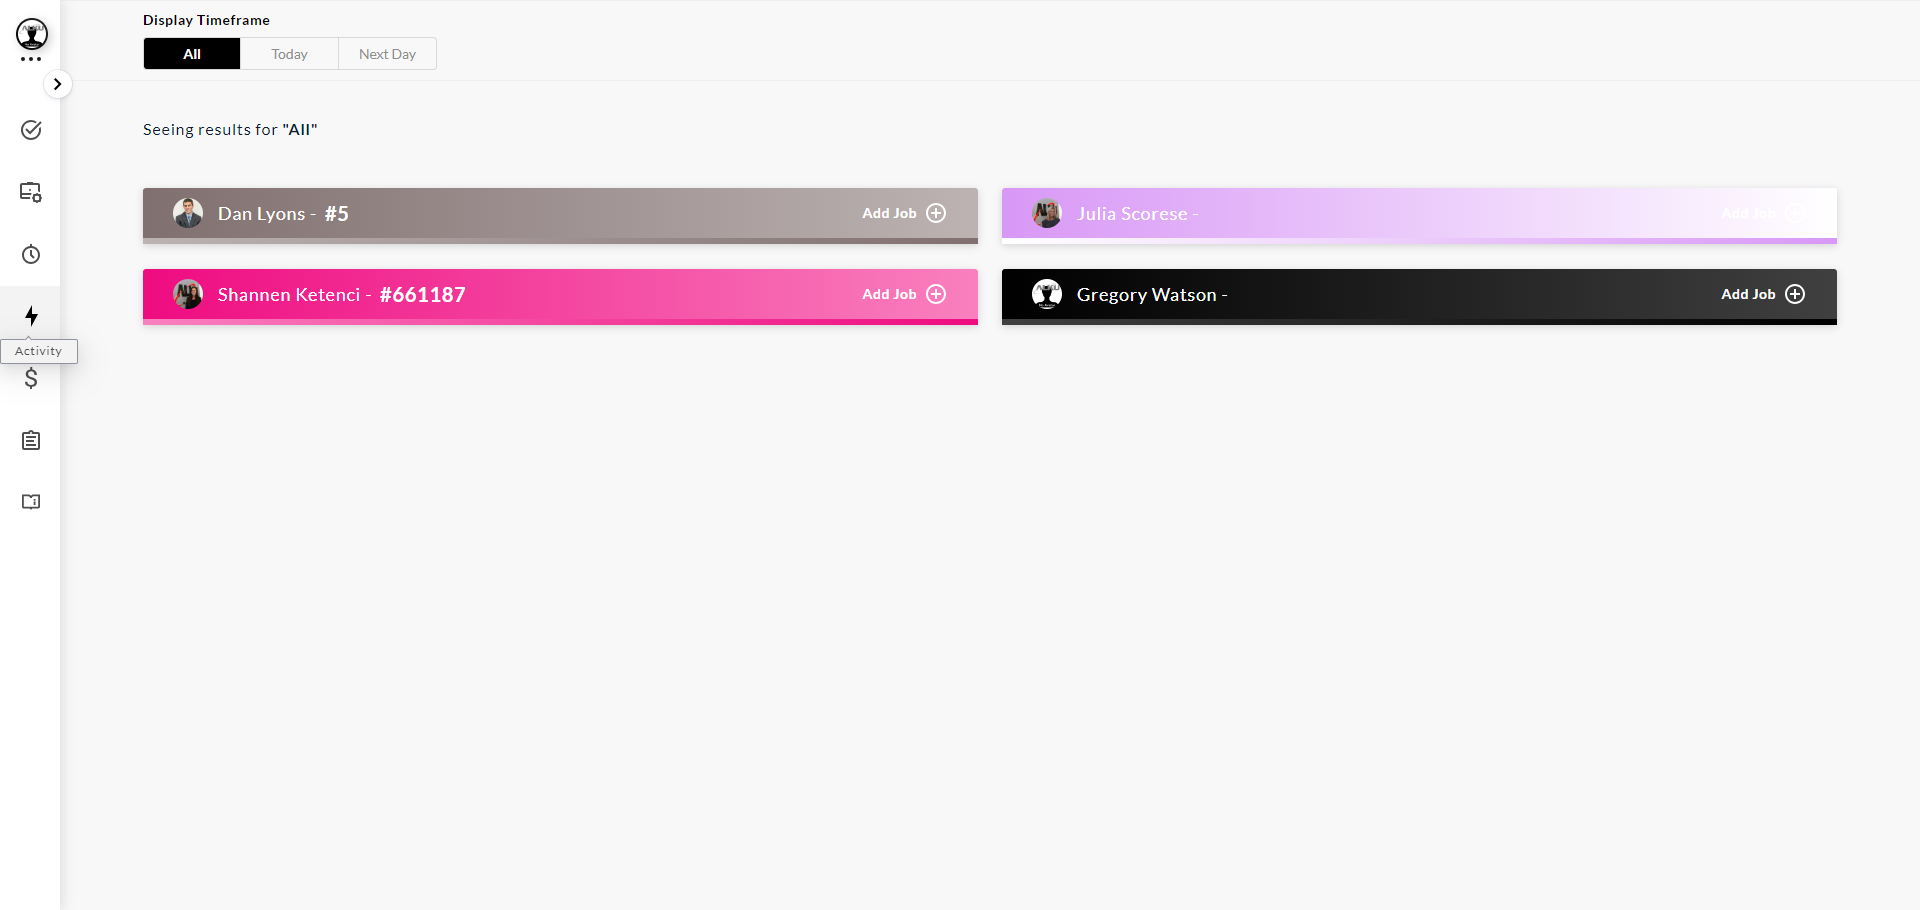 Display Timeframe
All Today Next Day
Seeing results for "All"
Dan Lyons - #5 Add Job
Julia Scorese - Add Job
Shannen Ketenci - #661187 Add Job
Gregory Watson - Add Job
Activity